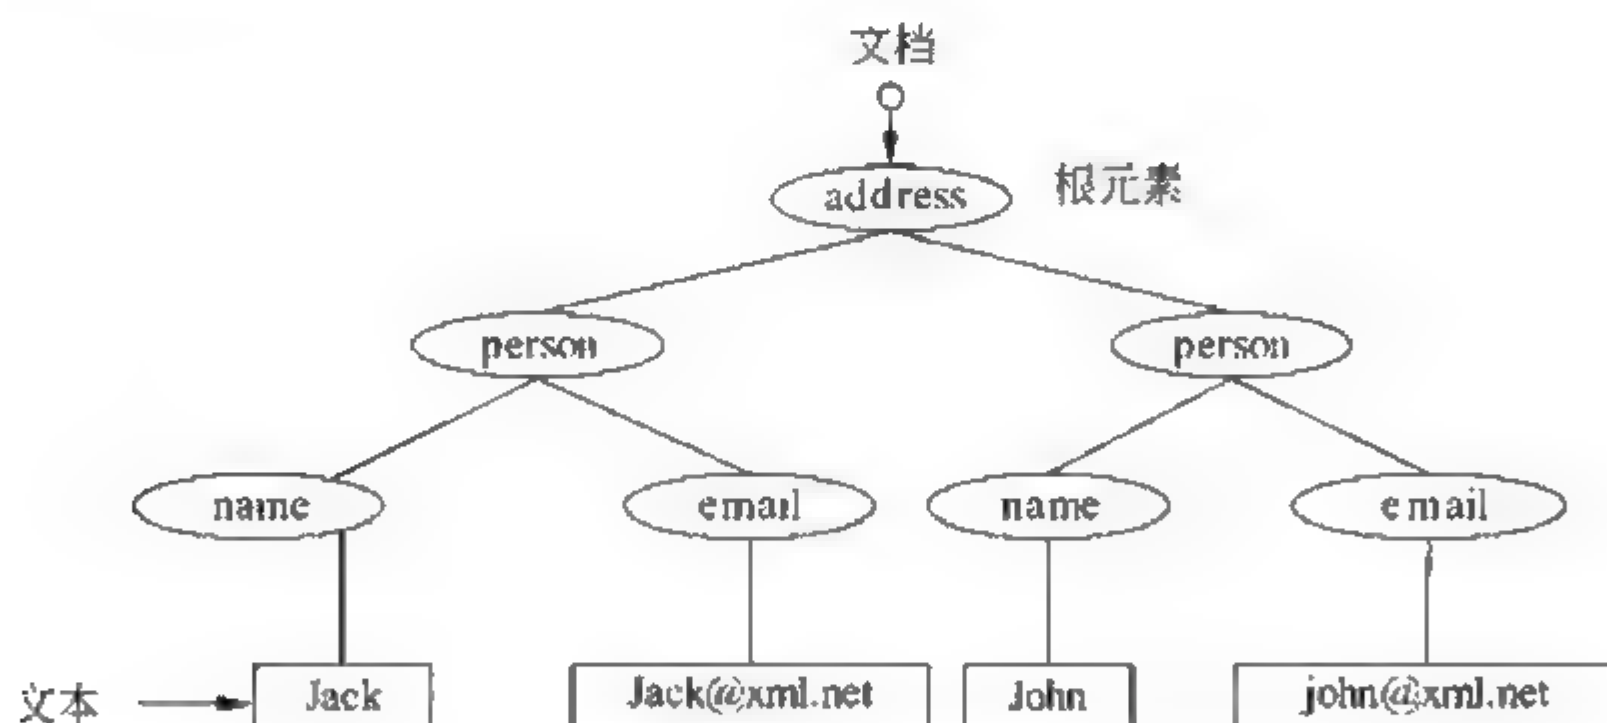 文档
address 根元素
person person
name email name email
文本 Jack Jack@xml.net John john@xml.net